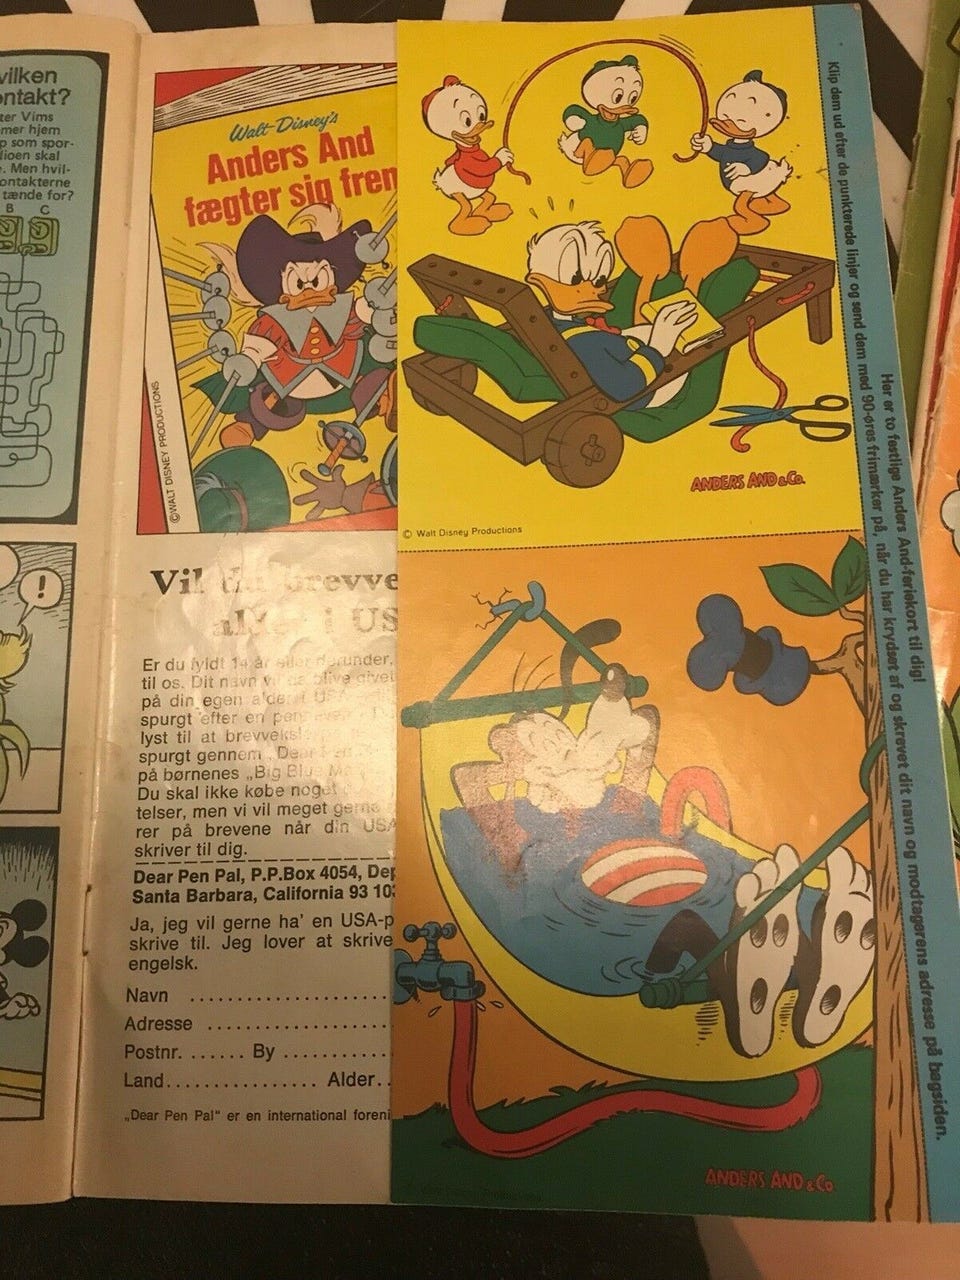 vilken
ontakt?
ter Vims
mer hjem
p som spor-
lioen skal
. Men hvil-
ontakterne
tænde for?
B C
!
Walt Disney's
Anders And
fægter sig frem
©WALT DISNEY PRODUCTIONS
Vil du brevve
i US
Er du fyldt 14 år eller derunder,
til os. Dit navn vil da blive givet
på din egen alder i USA
spurgt efter en pen
lyst til at brevveksle
spurgt gennem „Dear Pen
på børnenes „Big Blue
Du skal ikke købe noget
telser, men vi vil meget gerne
rer på brevene når din USA
skriver til dig.
Dear Pen Pal, P.P.Box 4054, Dep
Santa Barbara, California 93 103
Ja, jeg vil gerne ha' en USA-p
skrive til. Jeg lover at skrive
engelsk.
Navn ..................
Adresse ................
Postnr. ...... By ..........
Land.............. Alder..
„Dear Pen Pal" er en international foreni
ANDERS AND & Co.
© Walt Disney Productions
ANDERS AND & Co
Her er to festlige Anders And-feriekort til dig!
Klip dem ud efter de punkterede linjer og send dem med 90-øres frimærker på, når du har krydset af og skrevet dit navn og modtagerens adresse på bagsiden.